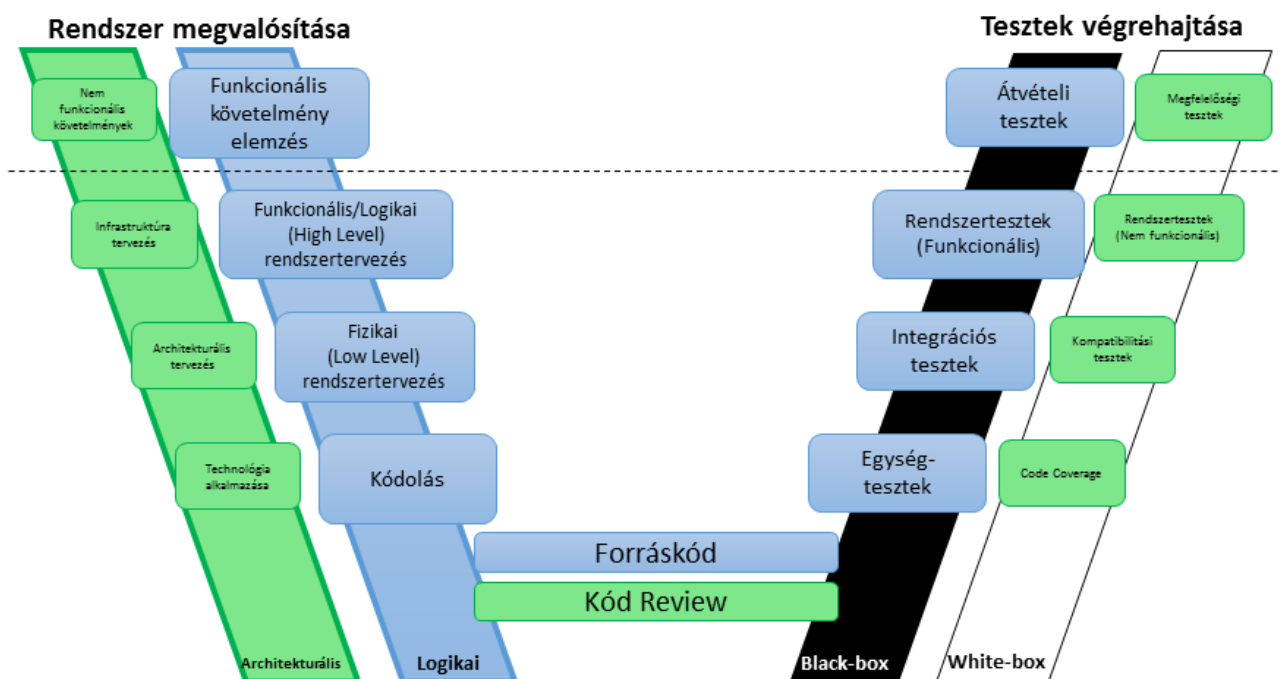 Rendszer megvalósítása
Tesztek végrehajtása
Nem
funkcionális
követelmények
Funkcionális
követelmény
elemzés
Átvételi
tesztek
Megfelelőségi
tesztek
Infrastruktúra
tervezés
Funkcionális/Logikai
(High Level)
rendszertervezés
Rendszertesztek
(Funkcionális)
Rendszertesztek
(Nem funkcionális)
Architekturális
tervezés
Fizikai
(Low Level)
rendszertervezés
Integrációs
tesztek
Kompatibilitási
tesztek
Technológia
alkalmazása
Kódolás
Egység-
tesztek
Code Coverage
Forráskód
Kód Review
Architekturális
Logikai
Black-box
White-box